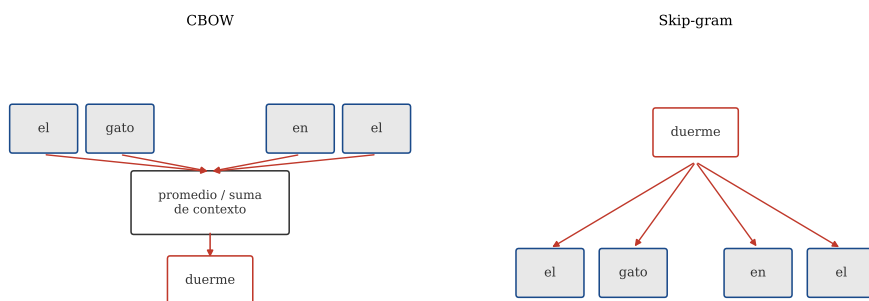 CBOW
el
gato
en
el
promedio / suma
de contexto
duerme
Skip-gram
duerme
el
gato
en
el